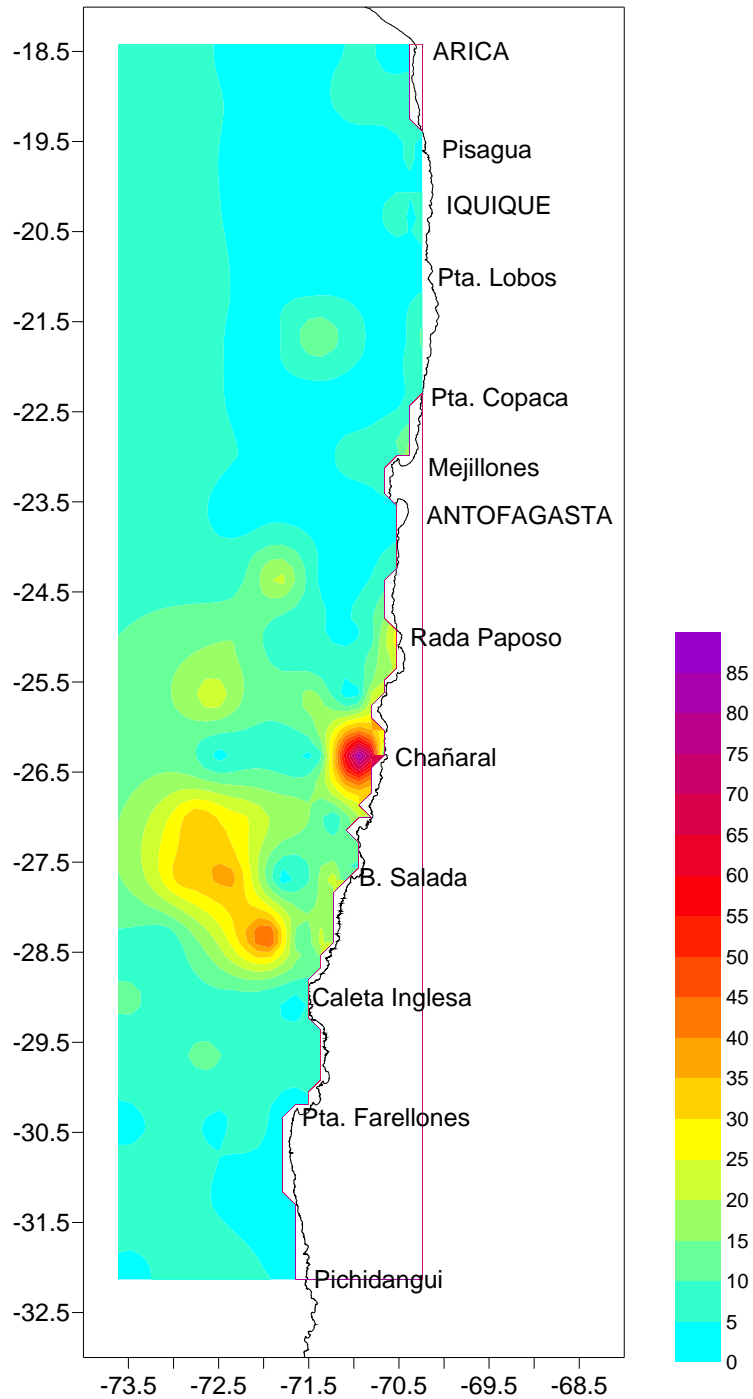 -18.5
ARICA
-19.5
Pisagua
IQUIQUE
-20.5
Pta. Lobos
-21.5
-22.5
Pta. Copaca
Mejillones
-23.5
ANTOFAGASTA
-24.5
Rada Paposo
-25.5
Chañaral
-26.5
-27.5
B. Salada
-28.5
Caleta Inglesa
-29.5
Pta. Farellones
-30.5
-31.5
Pichidangui
-32.5
-73.5 -72.5 -71.5 -70.5 -69.5 -68.5
85
80
75
70
65
60
55
50
45
40
35
30
25
20
15
10
5
0